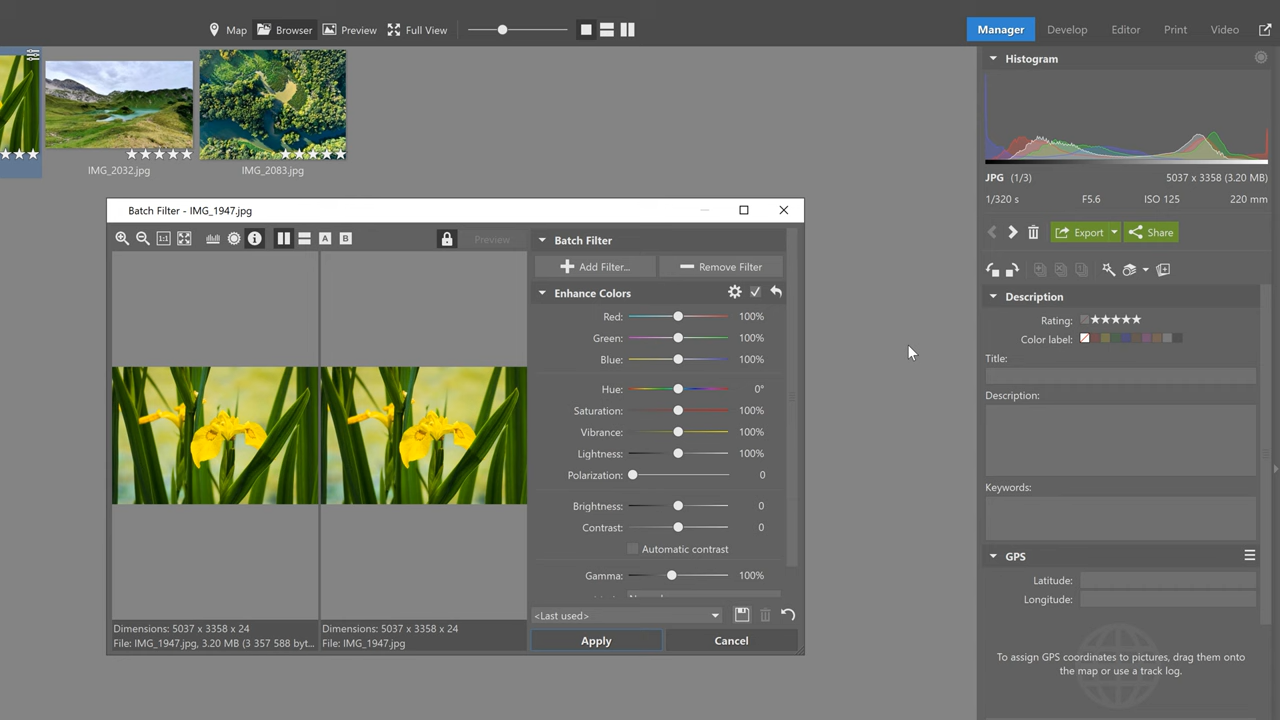 Map Browser Preview Full View
Manager Develop Editor Print Video
Histogram
IMG_2032.jpg
IMG_2083.jpg
JPG (1/3) 5037 x 3358 (3.20 MB)
1/320 s F5.6 ISO 125 220 mm
Export Share
Description
Rating:
Color label:
Title:
Description:
Keywords:
GPS
Latitude:
Longitude:
To assign GPS coordinates to pictures, drag them onto
the map or use a track log.
Batch Filter - IMG_1947.jpg
1:1 A B Preview
Batch Filter
Add Filter... Remove Filter
Enhance Colors
Red: 100%
Green: 100%
Blue: 100%
Hue: 0°
Saturation: 100%
Vibrance: 100%
Lightness: 100%
Polarization: 0
Brightness: 0
Contrast: 0
Automatic contrast
Gamma: 100%
<Last used>
Apply Cancel
Dimensions: 5037 x 3358 x 24
File: IMG_1947.jpg, 3.20 MB (3 357 588 byt...
Dimensions: 5037 x 3358 x 24
File: IMG_1947.jpg